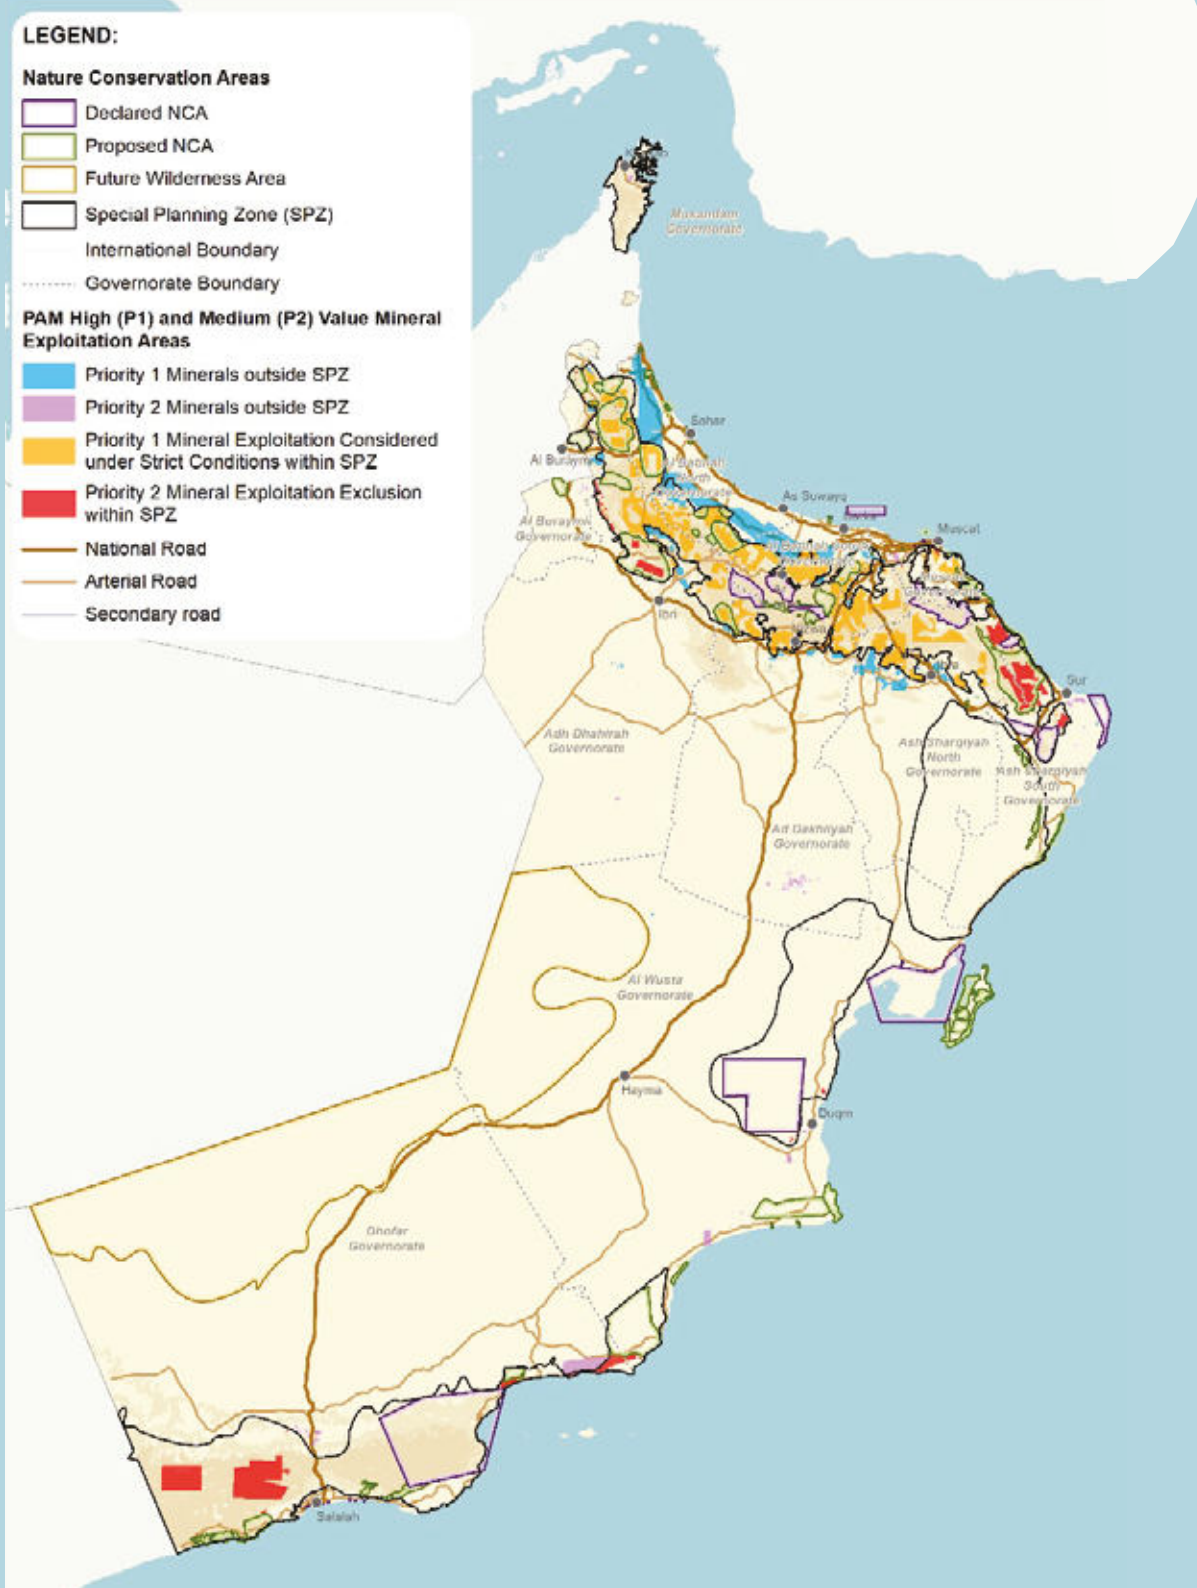 LEGEND:
Nature Conservation Areas
Declared NCA
Proposed NCA
Future Wilderness Area
Special Planning Zone (SPZ)
International Boundary
Governorate Boundary
PAM High (P1) and Medium (P2) Value Mineral
Exploitation Areas
Priority 1 Minerals outside SPZ
Priority 2 Minerals outside SPZ
Priority 1 Mineral Exploitation Considered
under Strict Conditions within SPZ
Priority 2 Mineral Exploitation Exclusion
within SPZ
National Road
Arterial Road
Secondary road
Musandam
Governorate
Sohar
Al Buraymi
Al Batinah
North
Governorate
As Suwayq
Muscat
Al Buraymi
Governorate
Ibri
Sur
Adh Dhahirah
Governorate
Ash Sharqiyah
North
Governorate
Ash Sharqiyah
South
Governorate
Ad Dakhliyah
Governorate
Al Wusta
Governorate
Hayma
Duqm
Dhofar
Governorate
Salalah